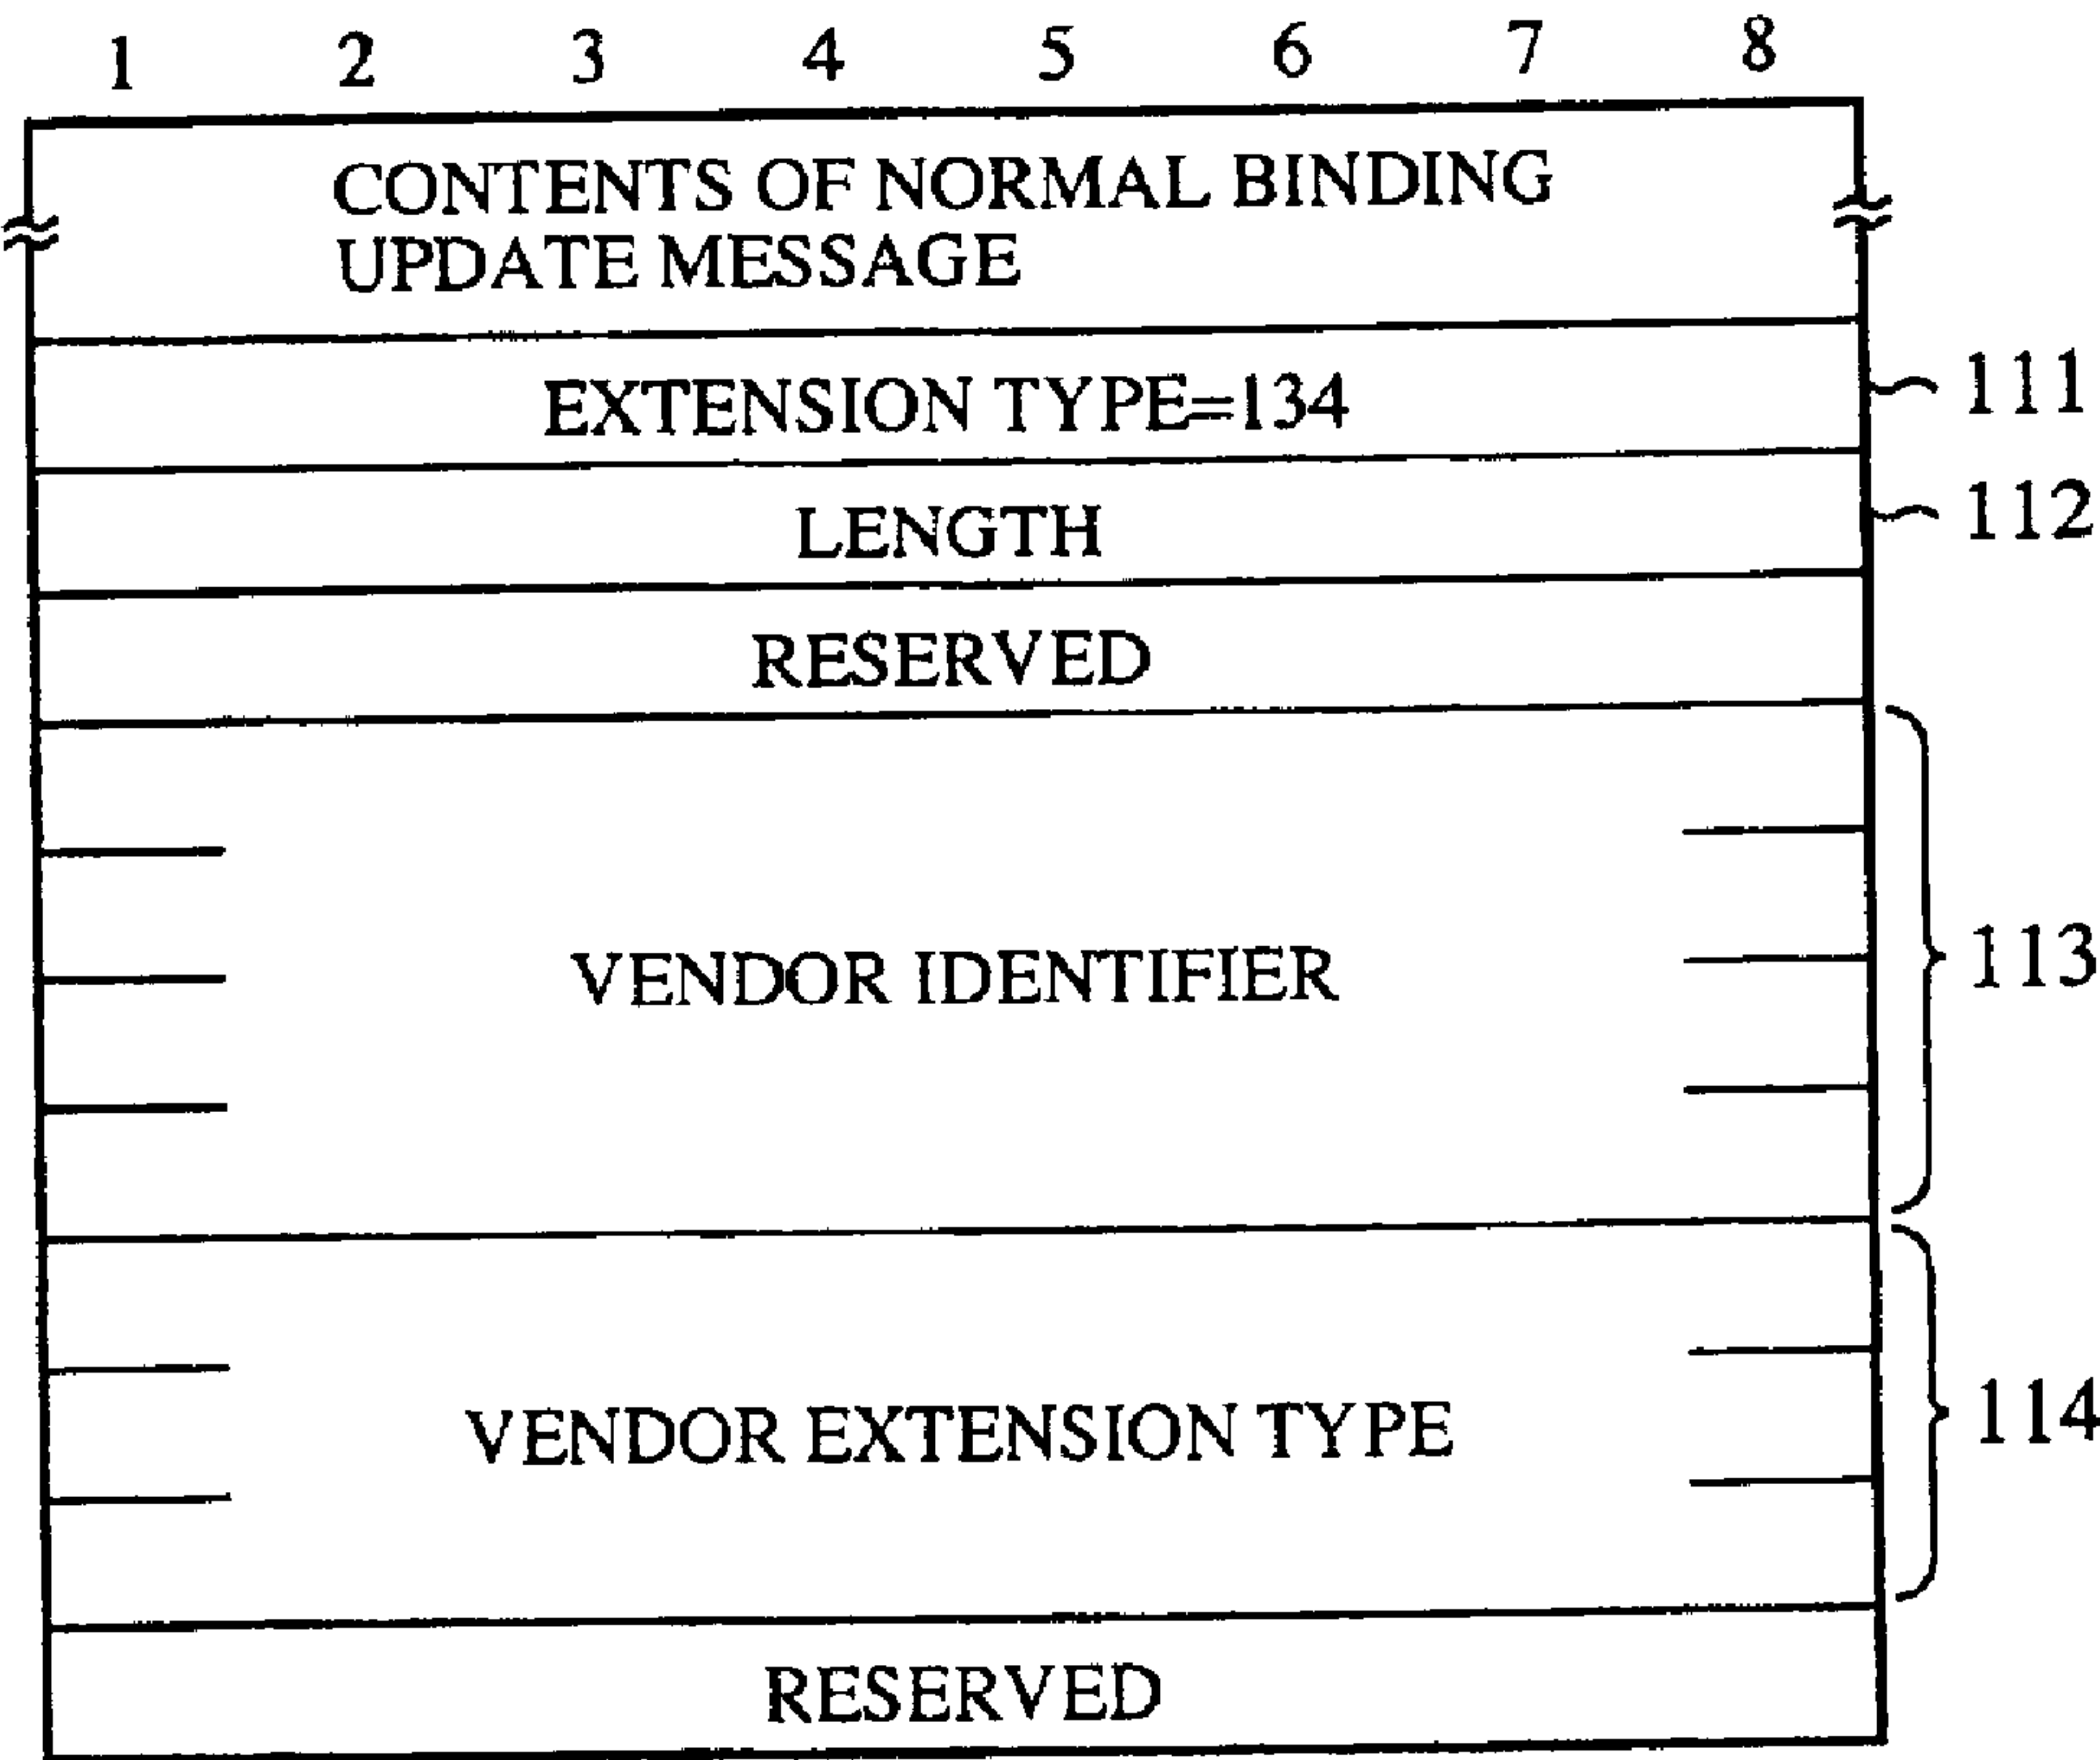 1 2 3 4 5 6 7 8
CONTENTS OF NORMAL BINDING
UPDATE MESSAGE
EXTENSION TYPE=134
111
LENGTH
112
RESERVED
VENDOR IDENTIFIER
113
VENDOR EXTENSION TYPE
114
RESERVED